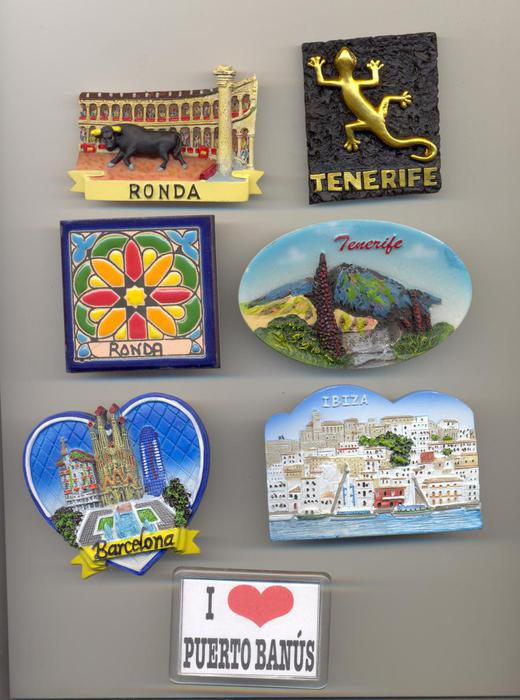 RONDA
TENERIFE
RONDA
Tenerife
Barcelona
IBIZA
I ❤
PUERTO BANÚS